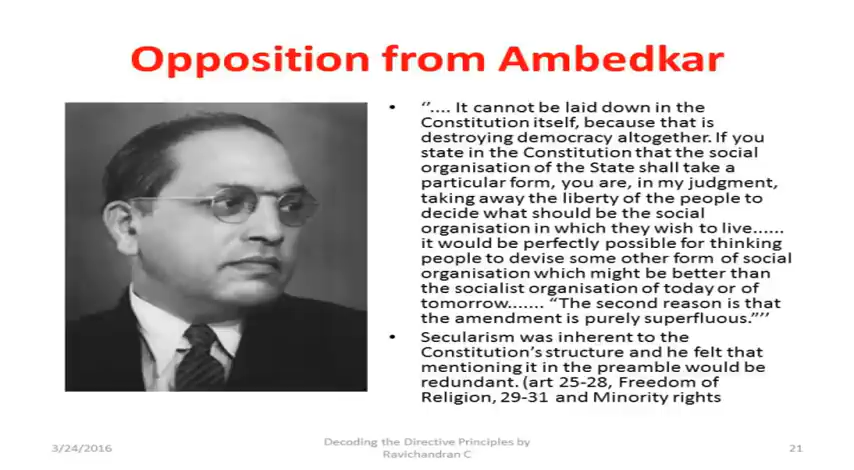 Opposition from Ambedkar
• ‘’.... It cannot be laid down in the
Constitution itself, because that is
destroying democracy altogether. If you
state in the Constitution that the social
organisation of the State shall take a
particular form, you are, in my judgment,
taking away the liberty of the people to
decide what should be the social
organisation in which they wish to live......
it would be perfectly possible for thinking
people to devise some other form of social
organisation which might be better than
the socialist organisation of today or of
tomorrow....... “The second reason is that
the amendment is purely superfluous.”’’
• Secularism was inherent to the
Constitution’s structure and he felt that
mentioning it in the preamble would be
redundant. (art 25-28, Freedom of
Religion, 29-31 and Minority rights
3/24/2016
Decoding the Directive Principles by
Ravichandran C
21